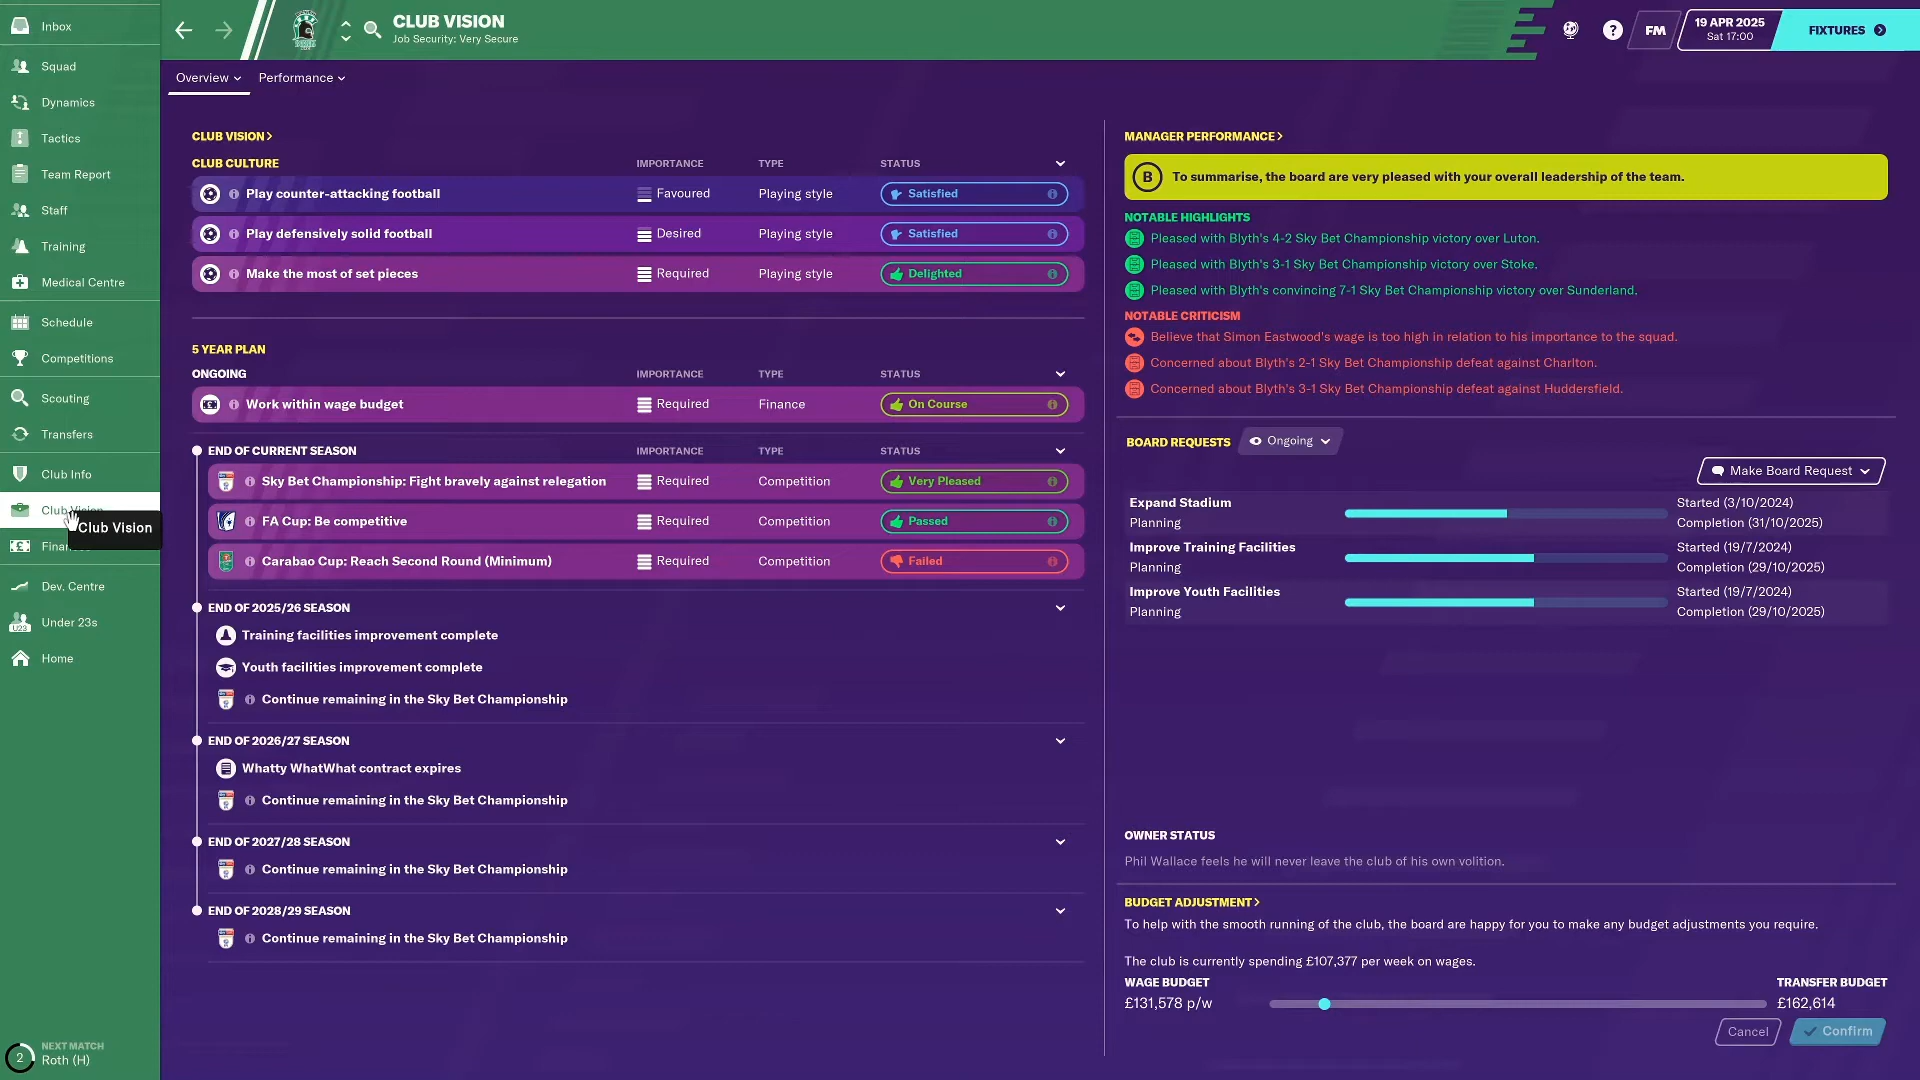 Inbox
Squad
Dynamics
Tactics
Team Report
Staff
Training
Medical Centre
Schedule
Competitions
Scouting
Transfers
Club Info
Club Vision
Dev. Centre
U23
Under 23s
Home
2
NEXT MATCH
Roth (H)
CLUB VISION
Job Security: Very Secure
?
FM
19 APR 2025
Sat 17:00
FIXTURES
Overview
Performance
CLUB VISION
CLUB CULTURE IMPORTANCE TYPE STATUS
Play counter-attacking football Favoured Playing style Satisfied
Play defensively solid football Desired Playing style Satisfied
Make the most of set pieces Required Playing style Delighted
5 YEAR PLAN
ONGOING IMPORTANCE TYPE STATUS
Work within wage budget Required Finance On Course
END OF CURRENT SEASON IMPORTANCE TYPE STATUS
Sky Bet Championship: Fight bravely against relegation Required Competition Very Pleased
FA Cup: Be competitive Required Competition Passed
Carabao Cup: Reach Second Round (Minimum) Required Competition Failed
END OF 2025/26 SEASON
Training facilities improvement complete
Youth facilities improvement complete
Continue remaining in the Sky Bet Championship
END OF 2026/27 SEASON
Whatty WhatWhat contract expires
Continue remaining in the Sky Bet Championship
END OF 2027/28 SEASON
Continue remaining in the Sky Bet Championship
END OF 2028/29 SEASON
Continue remaining in the Sky Bet Championship
MANAGER PERFORMANCE
B To summarise, the board are very pleased with your overall leadership of the team.
NOTABLE HIGHLIGHTS
Pleased with Blyth's 4-2 Sky Bet Championship victory over Luton.
Pleased with Blyth's 3-1 Sky Bet Championship victory over Stoke.
Pleased with Blyth's convincing 7-1 Sky Bet Championship victory over Sunderland.
NOTABLE CRITICISM
Believe that Simon Eastwood's wage is too high in relation to his importance to the squad.
Concerned about Blyth's 2-1 Sky Bet Championship defeat against Charlton.
Concerned about Blyth's 3-1 Sky Bet Championship defeat against Huddersfield.
BOARD REQUESTS Ongoing
Make Board Request
Expand Stadium Started (3/10/2024)
Planning Completion (31/10/2025)
Improve Training Facilities Started (19/7/2024)
Planning Completion (29/10/2025)
Improve Youth Facilities Started (19/7/2024)
Planning Completion (29/10/2025)
OWNER STATUS
Phil Wallace feels he will never leave the club of his own volition.
BUDGET ADJUSTMENT
To help with the smooth running of the club, the board are happy for you to make any budget adjustments you require.
The club is currently spending £107,377 per week on wages.
WAGE BUDGET TRANSFER BUDGET
£131,578 p/w £162,614
Cancel Confirm